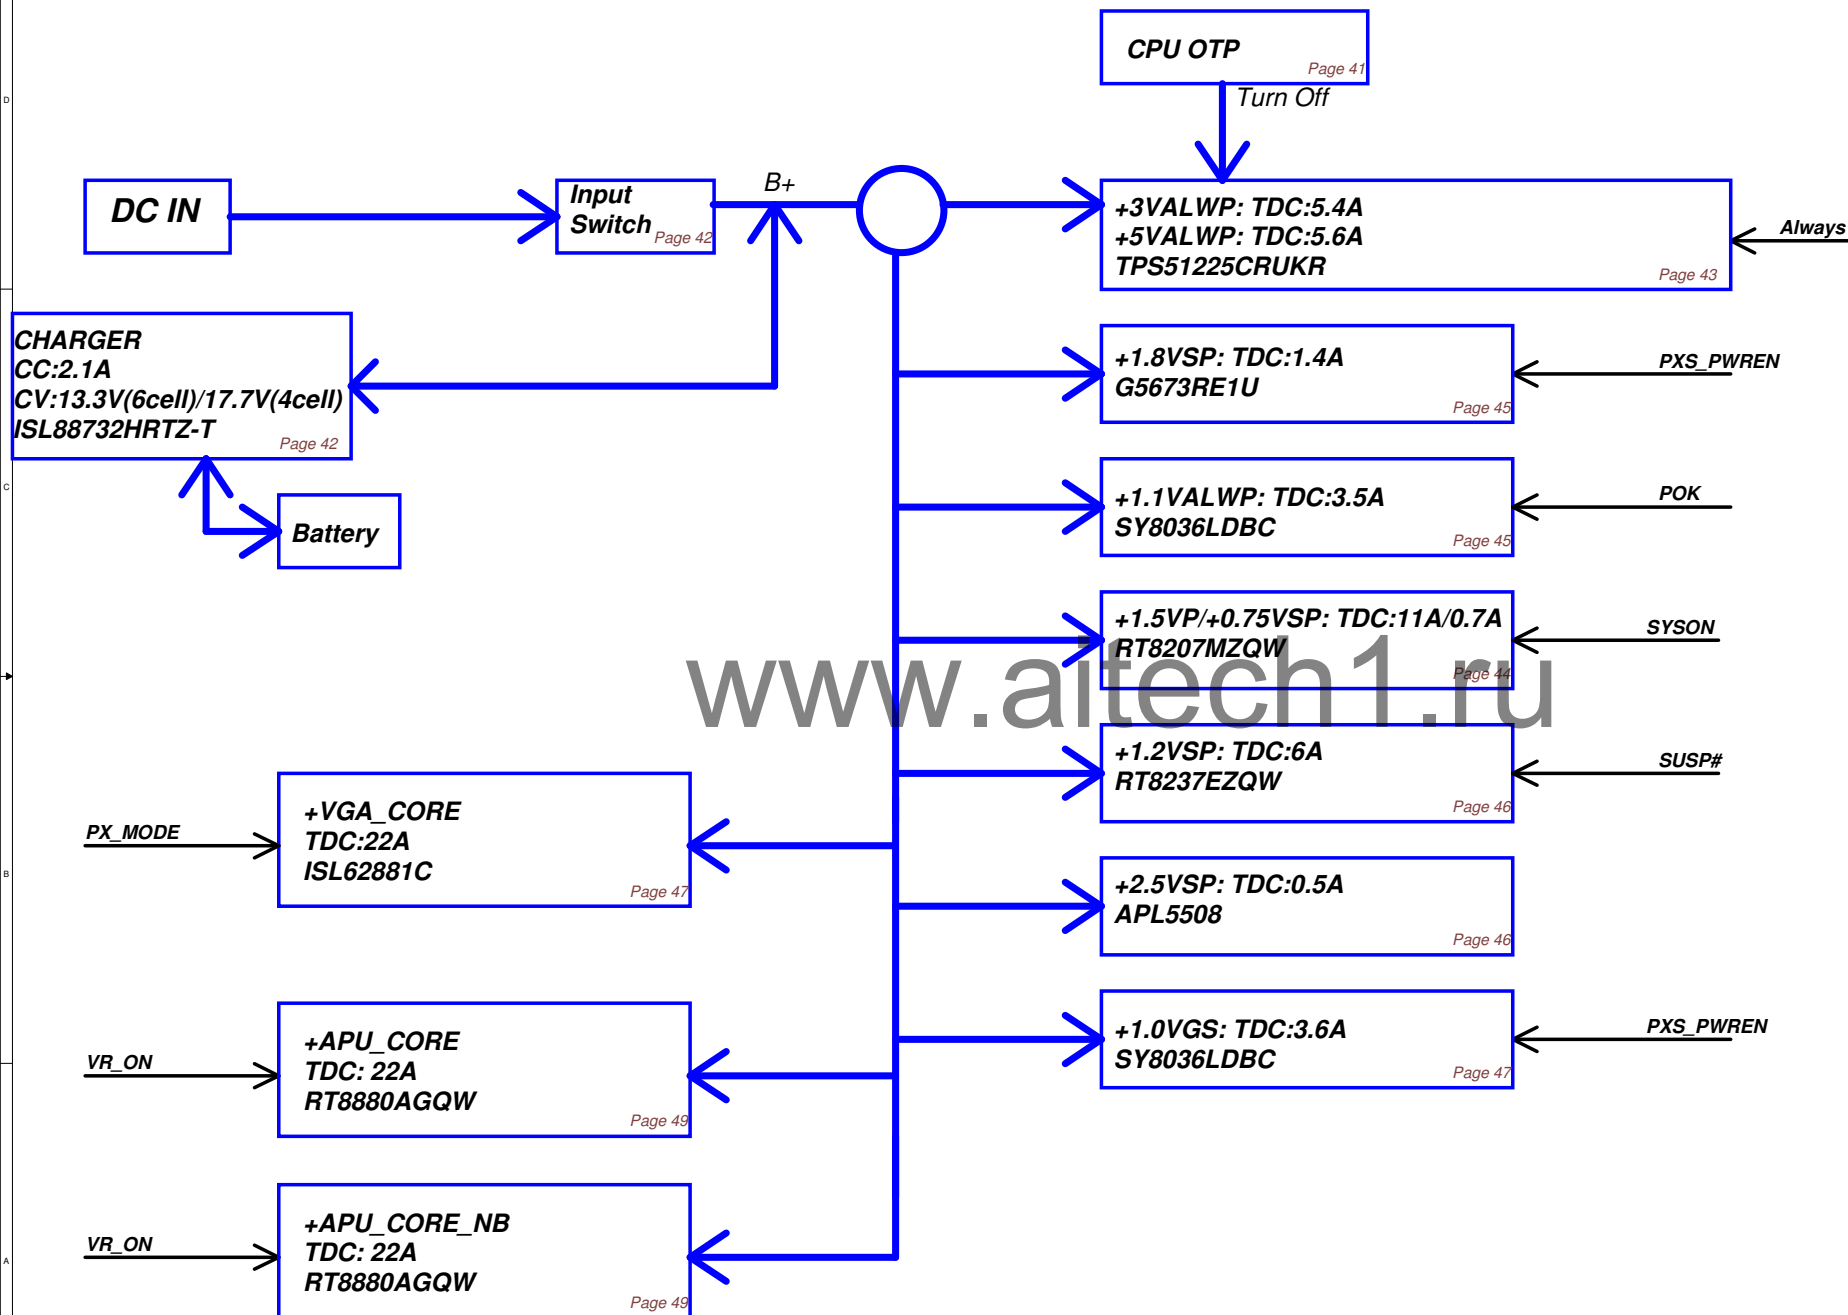 CPU OTP
Page 41
Turn Off
D
DC IN
Input
Switch
Page 42
B+
+3VALWP: TDC:5.4A
+5VALWP: TDC:5.6A
TPS51225CRUKR
Page 43
Always
CHARGER
CC:2.1A
CV:13.3V(6cell)/17.7V(4cell)
ISL88732HRTZ-T
Page 42
+1.8VSP: TDC:1.4A
G5673RE1U
Page 45
PXS_PWREN
C
Battery
+1.1VALWP: TDC:3.5A
SY8036LDBC
Page 45
POK
+1.5VP/+0.75VSP: TDC:11A/0.7A
RT8207MZQW
Page 44
SYSON
www.aitech1.ru
+1.2VSP: TDC:6A
RT8237EZQW
Page 46
SUSP#
PX_MODE
+VGA_CORE
TDC:22A
ISL62881C
Page 47
B
+2.5VSP: TDC:0.5A
APL5508
Page 46
+1.0VGS: TDC:3.6A
SY8036LDBC
Page 47
PXS_PWREN
VR_ON
+APU_CORE
TDC: 22A
RT8880AGQW
Page 49
VR_ON
+APU_CORE_NB
TDC: 22A
RT8880AGQW
Page 49
A